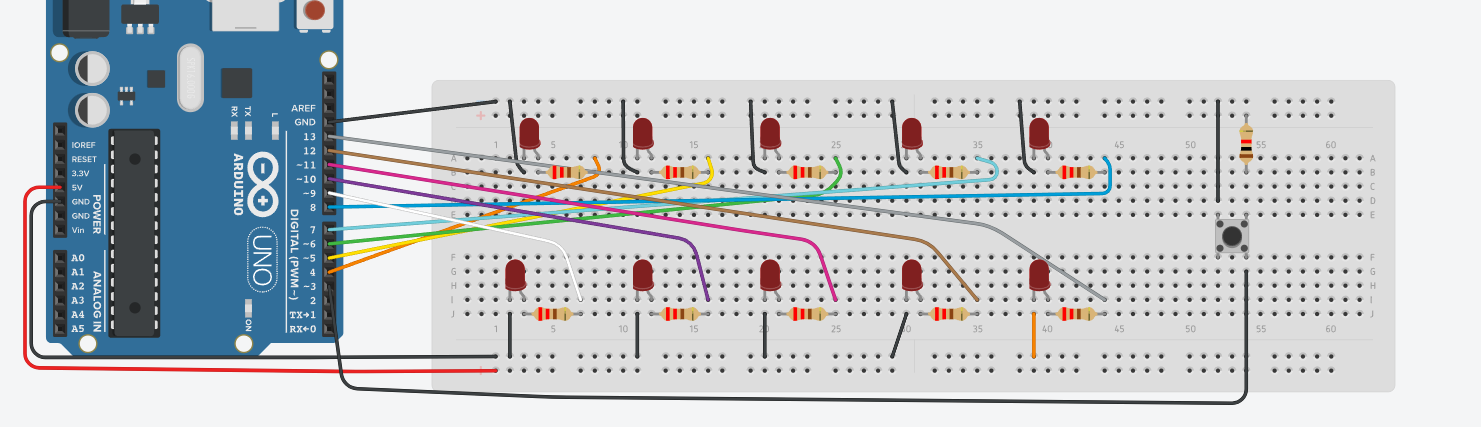 AREF
GND
13
12
~11
~10
~9
8
7
~6
~5
4
~3
2
TX→1
RX←0
RX
TX
L
ON
ARDUINO
UNO
DIGITAL (PWM~)
IOREF
RESET
3.3V
5V
GND
GND
Vin
POWER
A0
A1
A2
A3
A4
A5
ANALOG IN
1 5 10 15 20 25 30 35 40 45 50 55 60
A A
B B
C C
D D
E E
F F
G G
H H
I I
J J
1 5 10 15 20 25 30 35 40 45 50 55 60